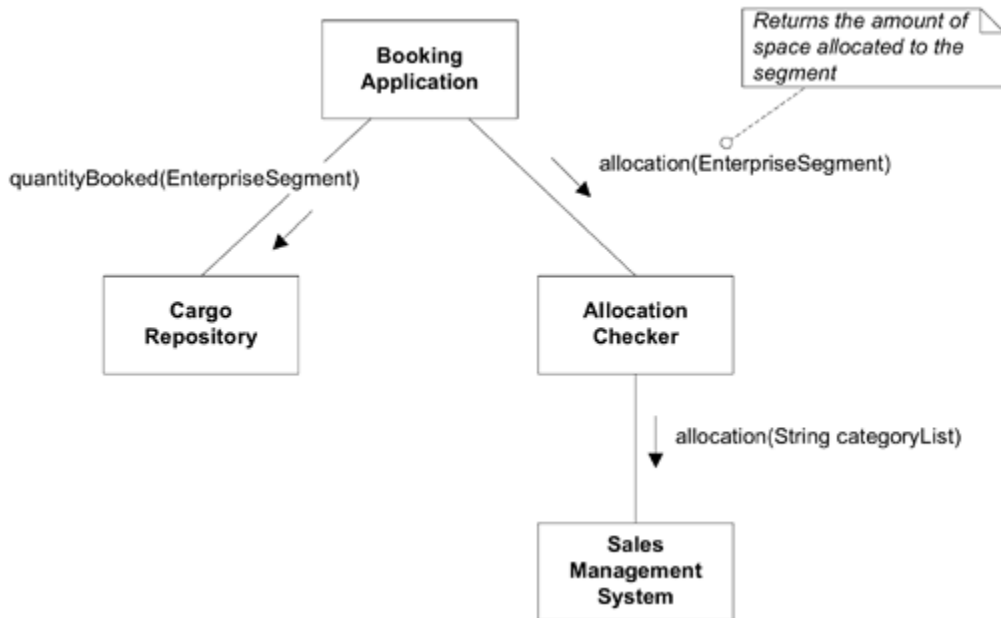 Booking
Application
Returns the amount of
space allocated to the
segment
quantityBooked(EnterpriseSegment)
allocation(EnterpriseSegment)
Cargo
Repository
Allocation
Checker
allocation(String categoryList)
Sales
Management
System